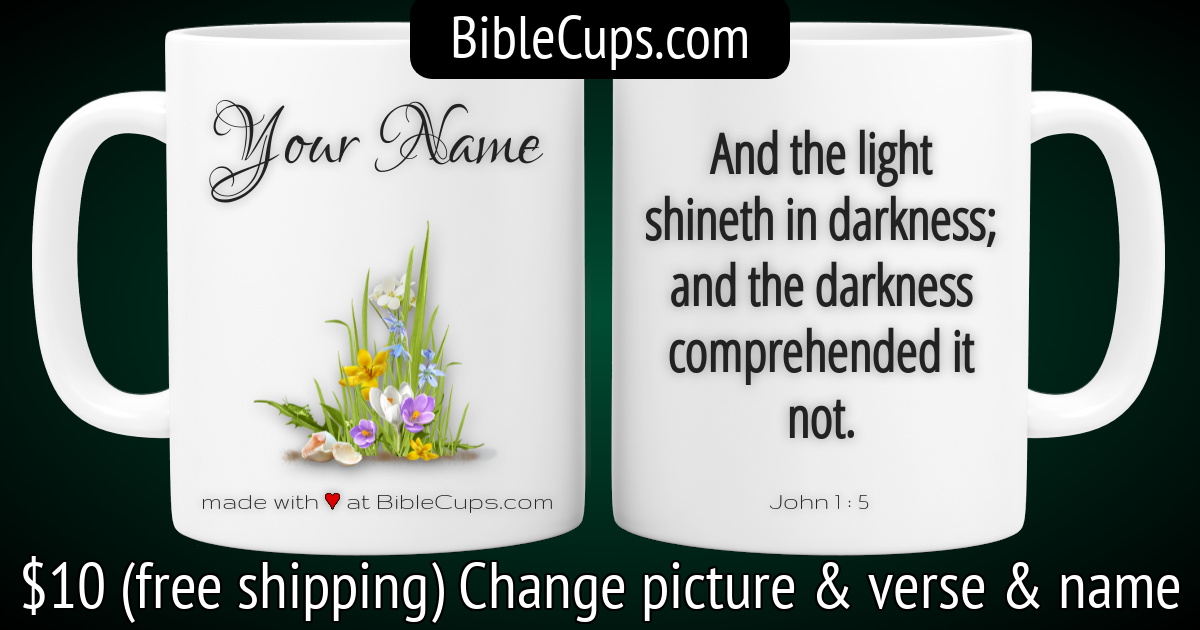 BibleCups.com
Your Name
made with ♥ at BibleCups.com
And the light
shineth in darkness;
and the darkness
comprehended it
not.
John 1 : 5
$10 (free shipping) Change picture & verse & name